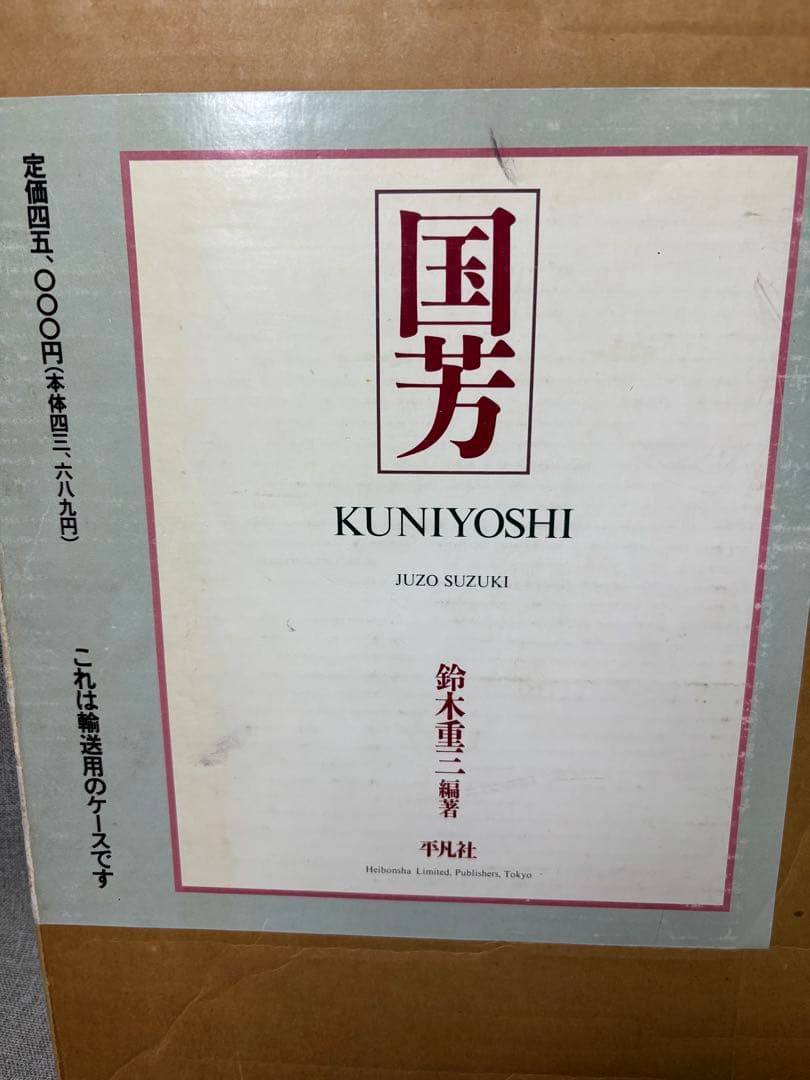 国芳
KUNIYOSHI
JUZO SUZUKI
鈴木重三編著
平凡社
Heibonsha Limited, Publishers, Tokyo
定価四五、〇〇〇円(本体四三、六八九円)
これは輸送用のケースです